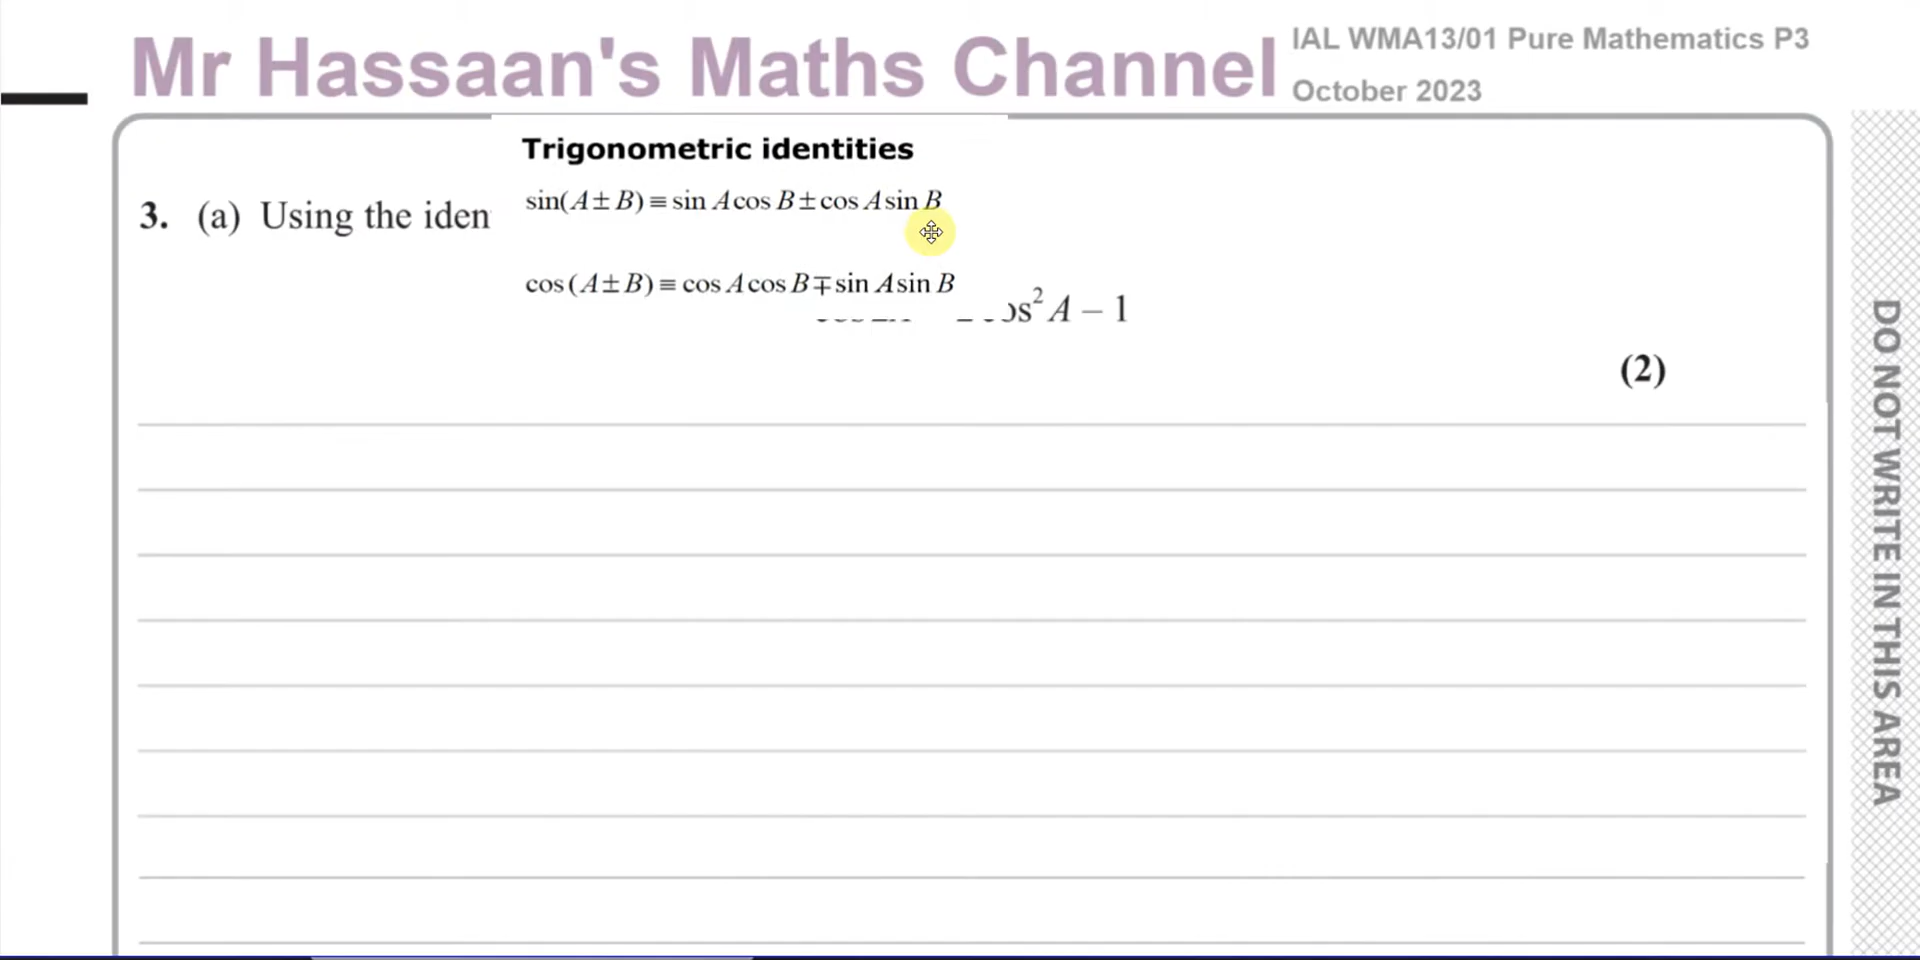 Mr Hassaan's Maths Channel
IAL WMA13/01 Pure Mathematics P3
October 2023
Trigonometric identities
3. (a) Using the iden
sin(A ± B) ≡ sin A cos B ± cos A sin B
cos(A ± B) ≡ cos A cos B ∓ sin A sin B
os² A − 1
(2)
DO NOT WRITE IN THIS AREA